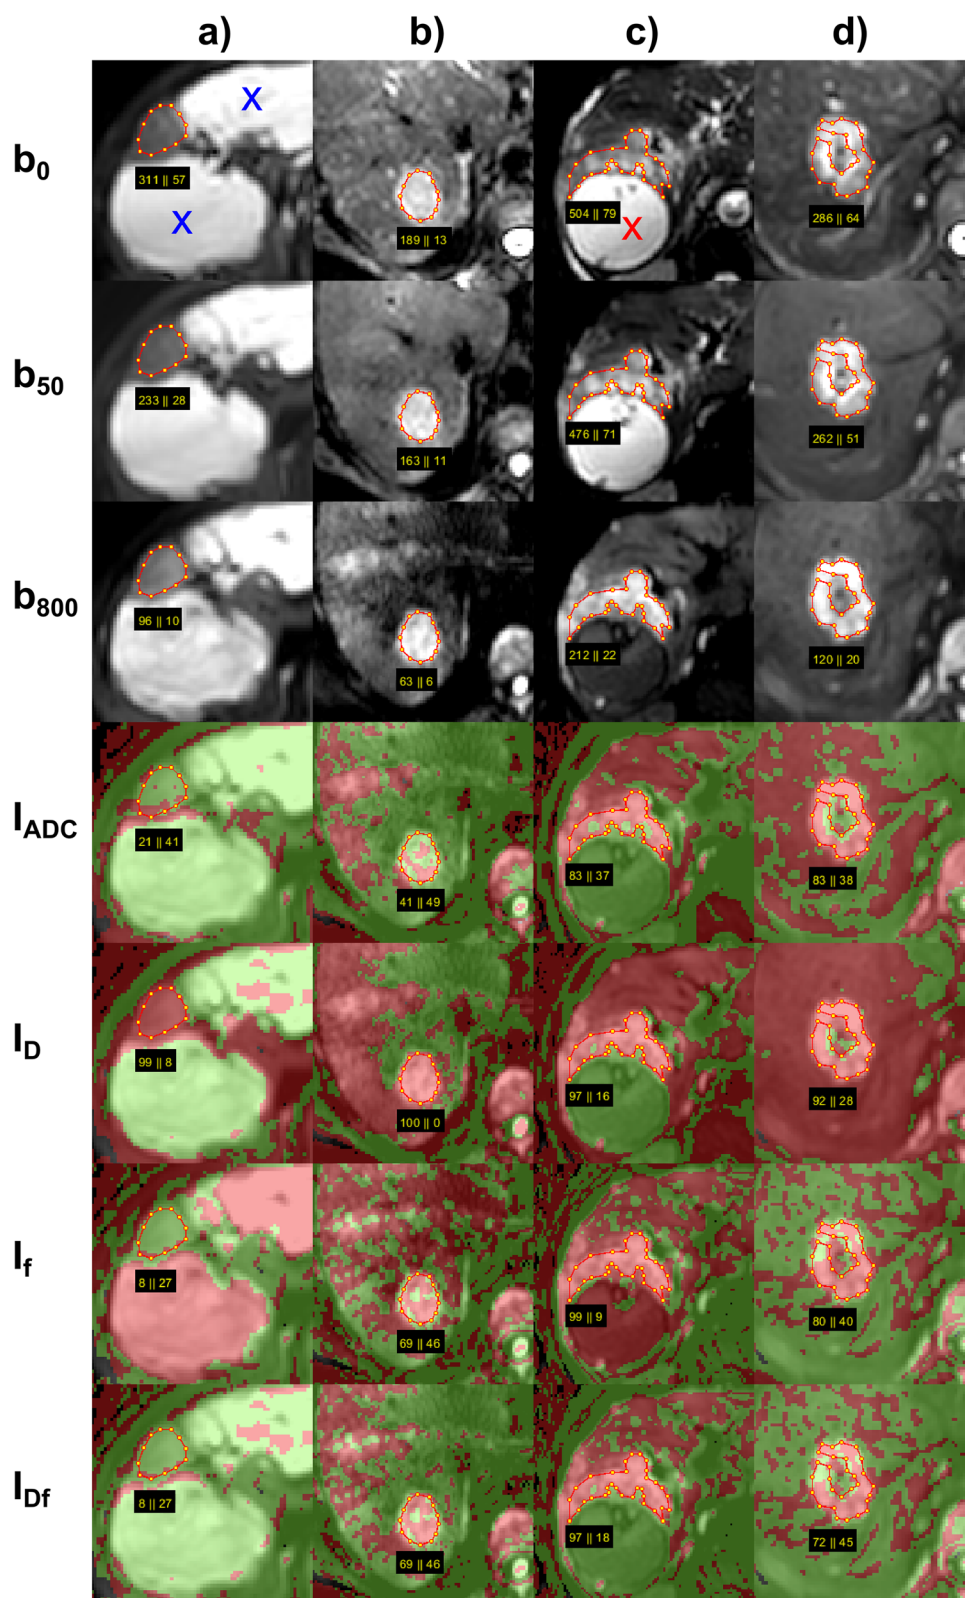 a) b) c) d)
b0
X
X
X
311 || 57
189 || 13
504 || 79
286 || 64
b50
233 || 28
163 || 11
476 || 71
262 || 51
b800
96 || 10
63 || 6
212 || 22
120 || 20
IADC
21 || 41
41 || 49
83 || 37
83 || 38
ID
99 || 8
100 || 0
97 || 16
92 || 28
If
8 || 27
69 || 46
99 || 9
80 || 40
IDf
8 || 27
69 || 46
97 || 18
72 || 45